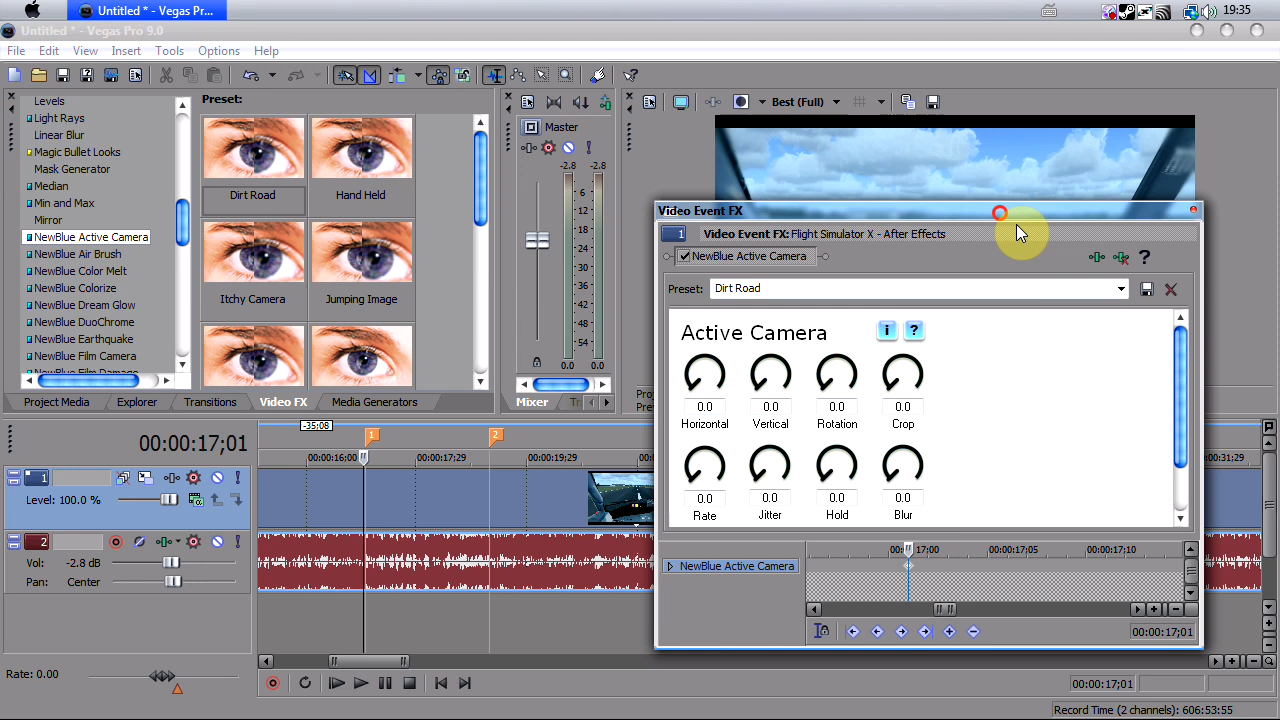 Untitled * - Vegas Pr...
19:35
Untitled * - Vegas Pro 9.0
File Edit View Insert Tools Options Help
Levels
Light Rays
Linear Blur
Magic Bullet Looks
Mask Generator
Median
Min and Max
Mirror
NewBlue Active Camera
NewBlue Air Brush
NewBlue Color Melt
NewBlue Colorize
NewBlue Dream Glow
NewBlue DuoChrome
NewBlue Earthquake
NewBlue Film Camera
NewBlue Film Damage
Preset:
Dirt Road
Hand Held
Itchy Camera
Jumping Image
Project Media Explorer Transitions Video FX Media Generators
Master
-2.8 -2.8
6
12
18
24
30
36
42
48
54
0.0 0.0
Mixer Tr
Best (Full)
Video Event FX
1 Video Event FX: Flight Simulator X - After Effects
NewBlue Active Camera
Preset: Dirt Road
Active Camera
i ?
0.0 0.0 0.0 0.0
Horizontal Vertical Rotation Crop
0.0 0.0 0.0 0.0
Rate Jitter Hold Blur
00:00:17;00 00:00:17;05 00:00:17;10
NewBlue Active Camera
00:00:17;01
00:00:17;01
-35:08
1 2
00:00:16;00 00:00:17;29 00:00:19;29
1
Level: 100.0 %
2
Vol: -2.8 dB
Pan: Center
Rate: 0.00
00:00:17;01
Record Time (2 channels): 606:53:55